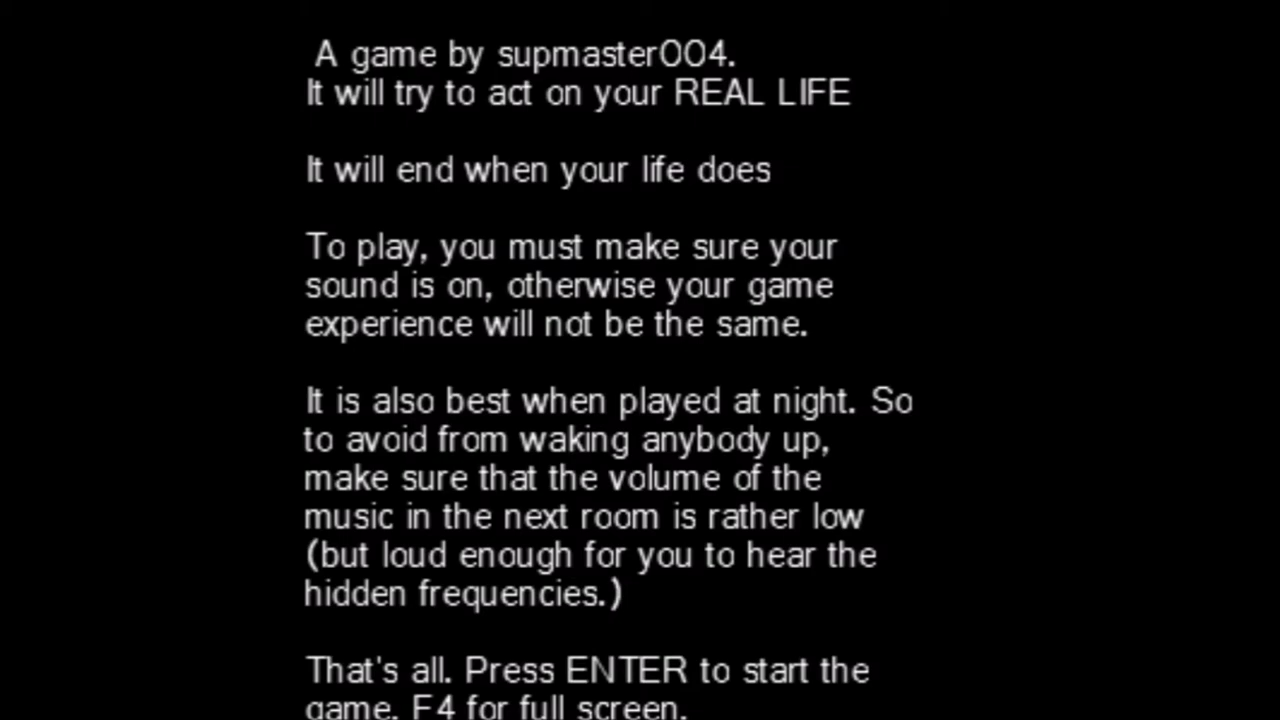 A game by supmaster004.
It will try to act on your REAL LIFE
It will end when your life does
To play, you must make sure your
sound is on, otherwise your game
experience will not be the same.
It is also best when played at night. So
to avoid from waking anybody up,
make sure that the volume of the
music in the next room is rather low
(but loud enough for you to hear the
hidden frequencies.)
That's all. Press ENTER to start the
game. F4 for full screen.